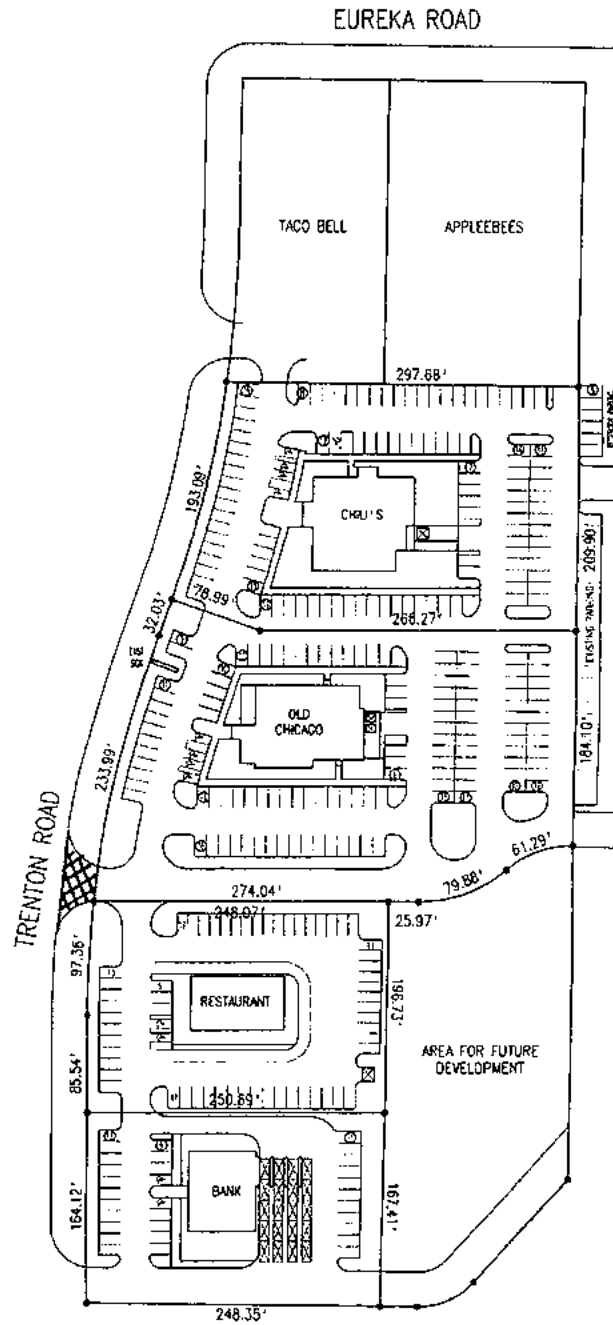 EUREKA ROAD
TACO BELL
APPLEEBEES
297.68'
193.09'
CHILI'S
209.90'
EXISTING PARKING
78.99'
266.27'
32.03'
OLD
CHICAGO
184.10'
233.99'
TRENTON ROAD
61.29'
79.88'
274.04'
248.07'
25.97'
97.36'
RESTAURANT
196.73'
AREA FOR FUTURE
DEVELOPMENT
85.54'
250.69'
164.12'
BANK
167.41'
248.35'